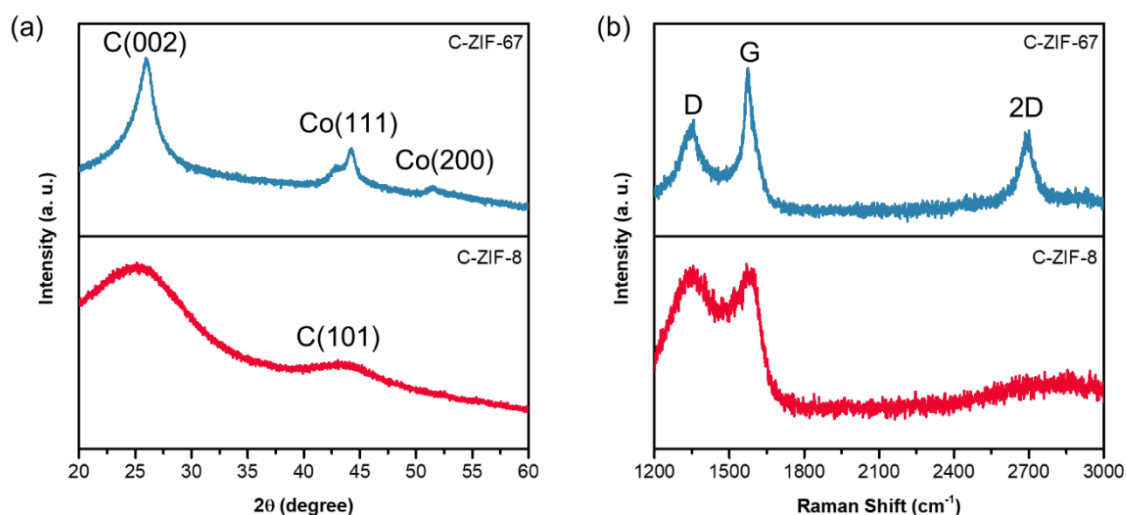 (a)
C(002)
C-ZIF-67
Co(111)
Co(200)
Intensity (a. u.)
C-ZIF-8
C(101)
Intensity (a. u.)
20 25 30 35 40 45 50 55 60
2θ (degree)
(b)
C-ZIF-67
G
D
2D
Intensity (a. u.)
C-ZIF-8
Intensity (a. u.)
1200 1500 1800 2100 2400 2700 3000
Raman Shift (cm⁻¹)